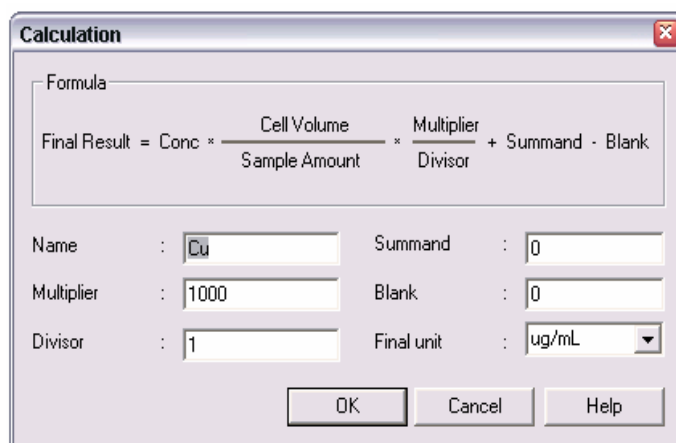 Calculation
Formula
Final Result = Conc × Cell Volume / Sample Amount × Multiplier / Divisor + Summand - Blank
Name : Cu
Summand : 0
Multiplier : 1000
Blank : 0
Divisor : 1
Final unit : ug/mL
OK Cancel Help